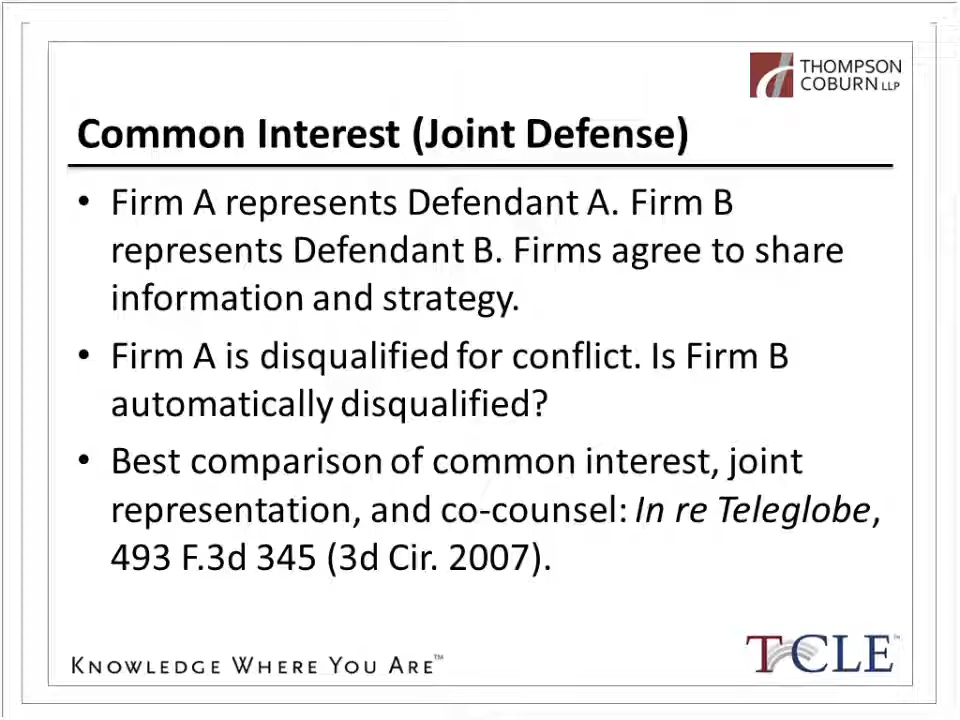 THOMPSON
COBURN LLP
Common Interest (Joint Defense)
• Firm A represents Defendant A. Firm B
represents Defendant B. Firms agree to share
information and strategy.
• Firm A is disqualified for conflict. Is Firm B
automatically disqualified?
• Best comparison of common interest, joint
representation, and co-counsel: In re Teleglobe,
493 F.3d 345 (3d Cir. 2007).
KNOWLEDGE WHERE YOU ARE™
TCCLE™